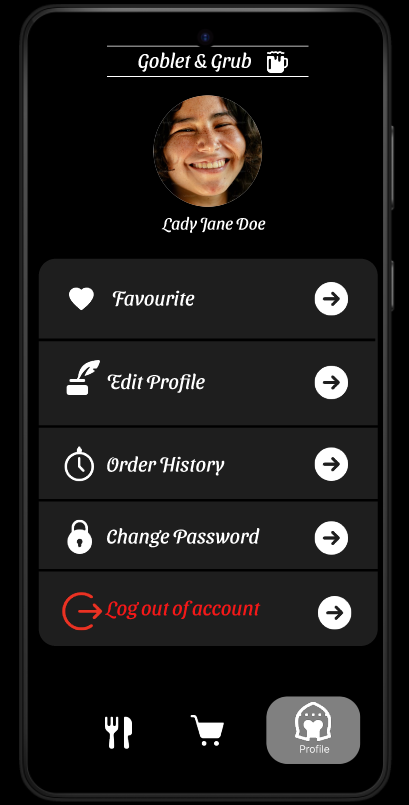 Goblet & Grub
Lady Jane Doe
Favourite
Edit Profile
Order History
Change Password
Log out of account
Profile